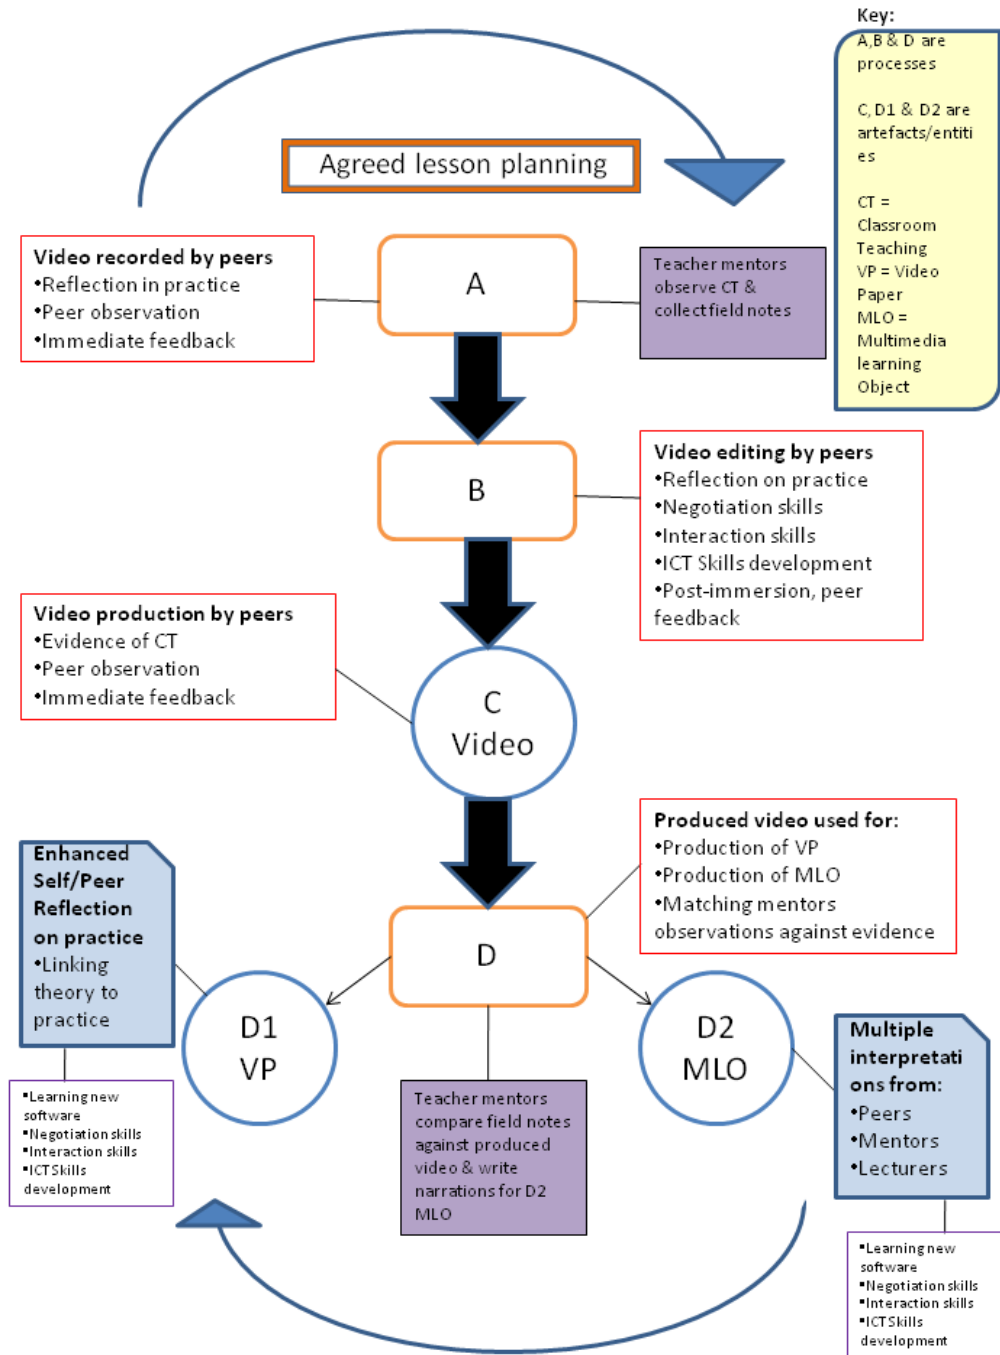 Key:
A,B & D are
processes
C, D1 & D2 are
artefacts/entiti
es
CT =
Classroom
Teaching
VP = Video
Paper
MLO =
Multimedia
learning
Object
Agreed lesson planning
Video recorded by peers
•Reflection in practice
•Peer observation
•Immediate feedback
A
Teacher mentors
observe CT &
collect field notes
B
Video editing by peers
•Reflection on practice
•Negotiation skills
•Interaction skills
•ICT Skills development
•Post-immersion, peer
feedback
Video production by peers
•Evidence of CT
•Peer observation
•Immediate feedback
C
Video
Produced video used for:
•Production of VP
•Production of MLO
•Matching mentors
observations against evidence
Enhanced
Self/Peer
Reflection
on practice
•Linking
theory to
practice
D
D1
VP
D2
MLO
Multiple
interpretati
ons from:
•Peers
•Mentors
•Lecturers
▪Learning new
software
▪Negotiation skills
▪Interaction skills
▪ICT Skills
development
Teacher mentors
compare field notes
against produced
video & write
narrations for D2
MLO
▪Learning new
software
▪Negotiation skills
▪Interaction skills
▪ICT Skills
development